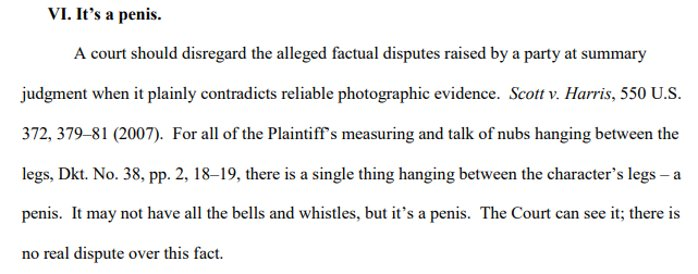 VI. It's a penis.
A court should disregard the alleged factual disputes raised by a party at summary
judgment when it plainly contradicts reliable photographic evidence. Scott v. Harris, 550 U.S.
372, 379–81 (2007). For all of the Plaintiff's measuring and talk of nubs hanging between the
legs, Dkt. No. 38, pp. 2, 18–19, there is a single thing hanging between the character's legs – a
penis. It may not have all the bells and whistles, but it's a penis. The Court can see it; there is
no real dispute over this fact.